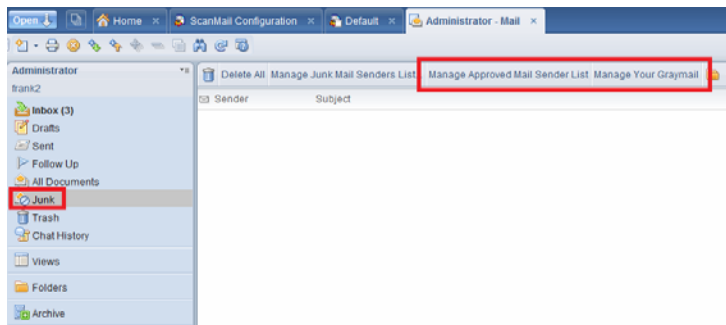 Open Home × ScanMail Configuration × Default × Administrator - Mail ×
Administrator
frank2
Delete All Manage Junk Mail Senders List... Manage Approved Mail Sender List Manage Your Graymail
Sender Subject
Inbox (3)
Drafts
Sent
Follow Up
All Documents
Junk
Trash
Chat History
Views
Folders
Archive